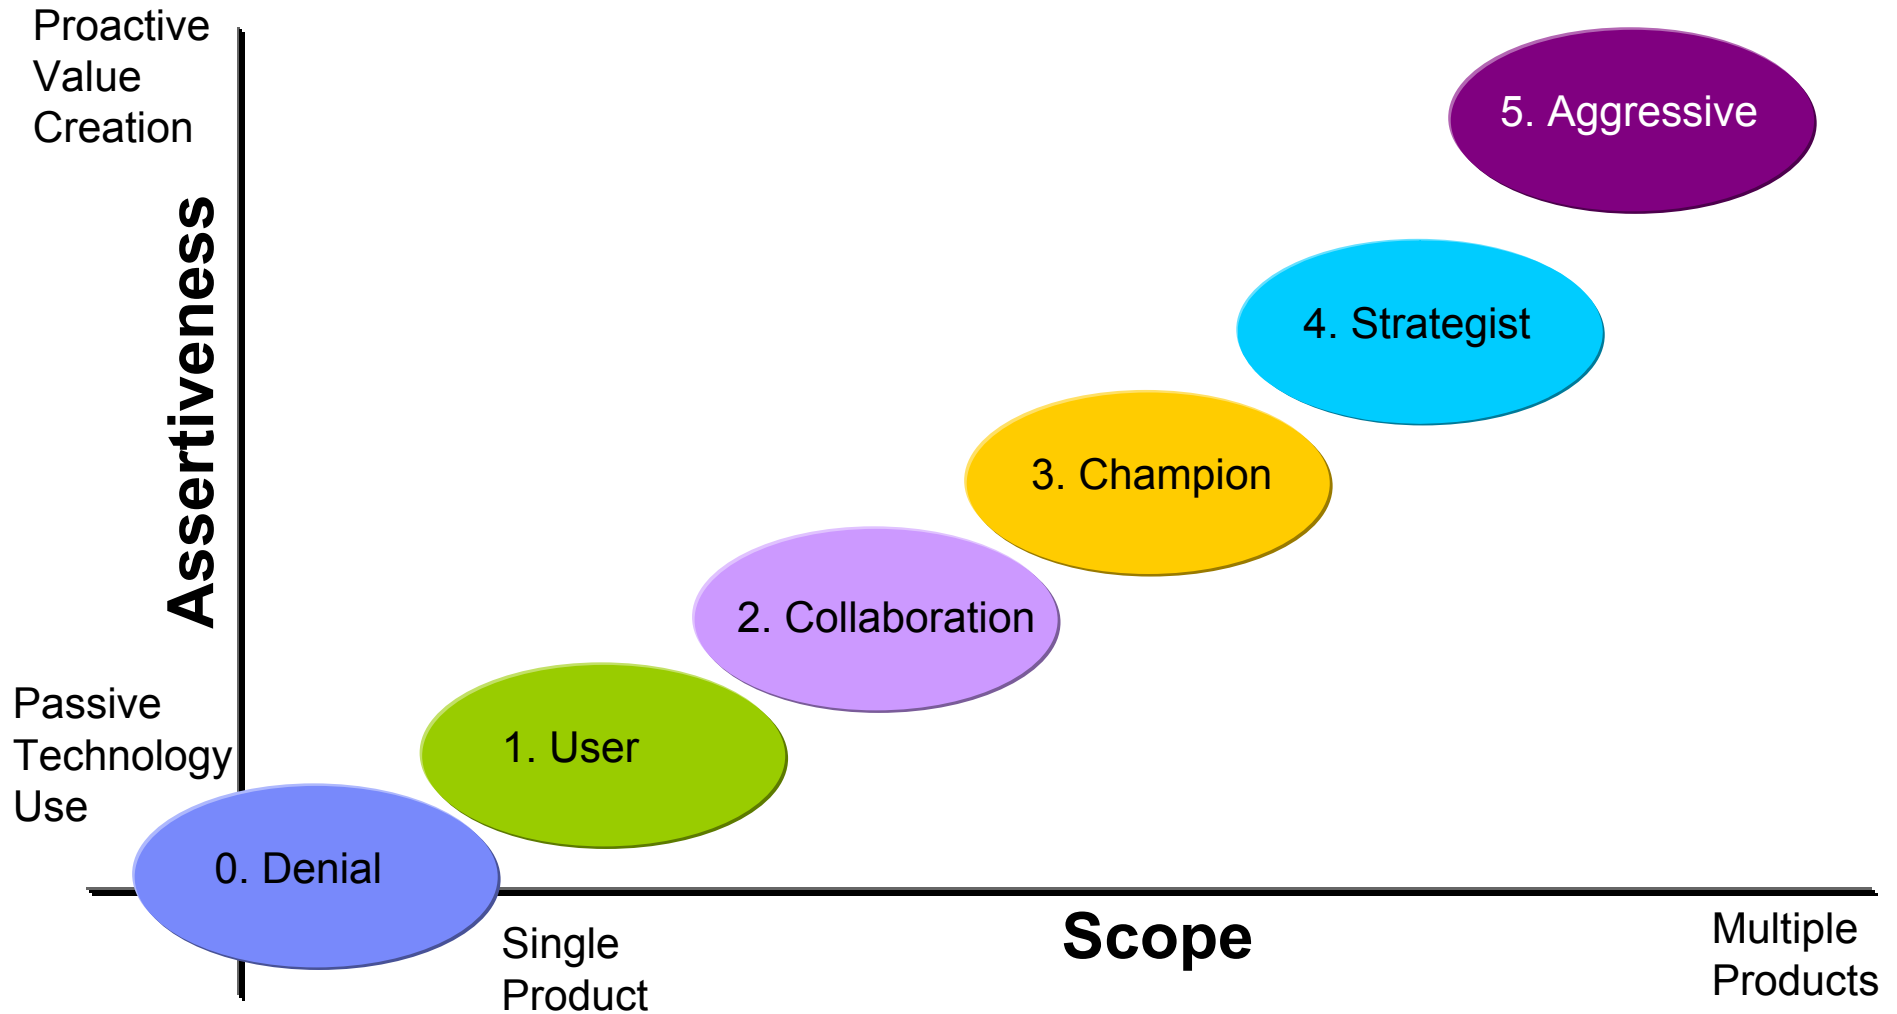 Proactive
Value
Creation
5. Aggressive
Assertiveness
4. Strategist
3. Champion
2. Collaboration
Passive
Technology
Use
1. User
0. Denial
Single
Product
Scope
Multiple
Products